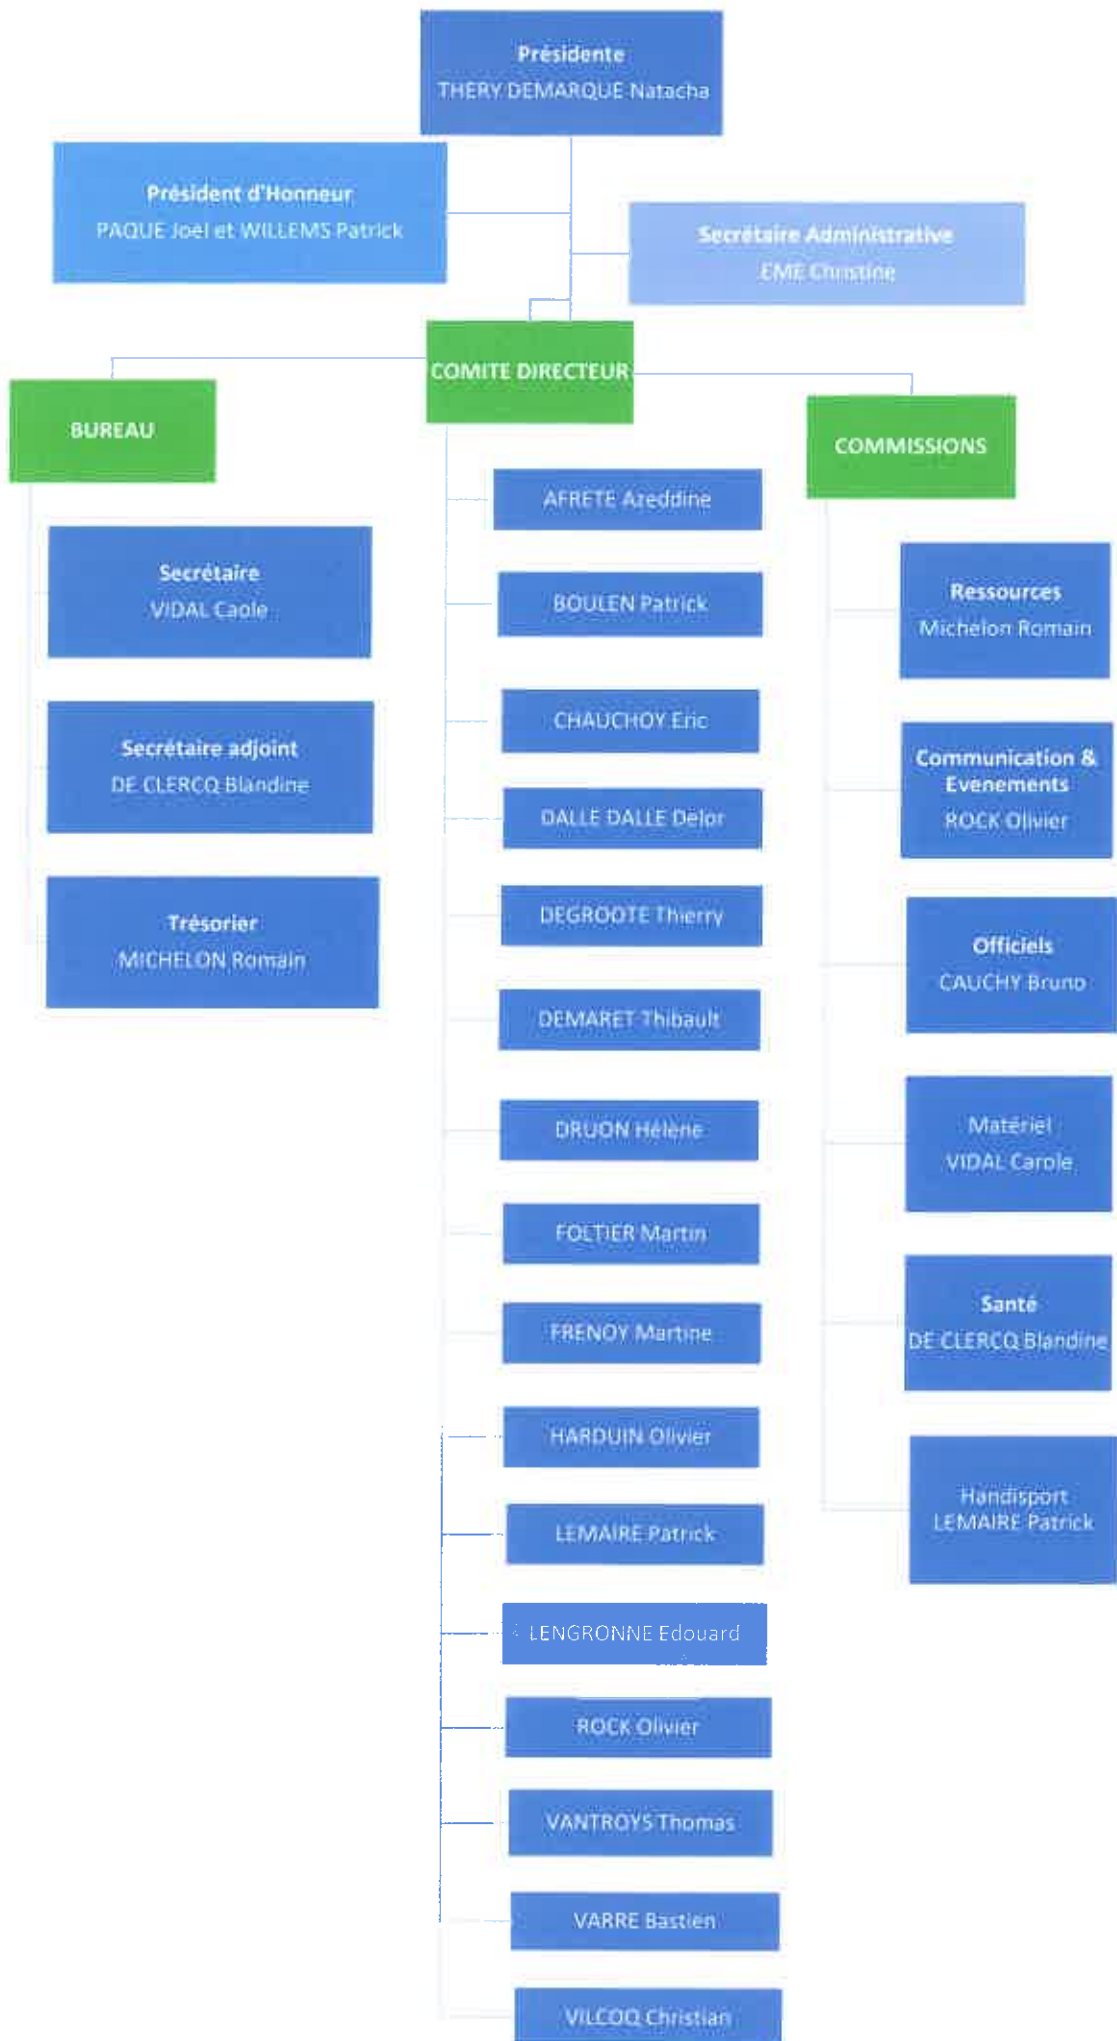 Présidente
THERY DEMARQUE Natacha
Président d'Honneur
PAQUE Joël et WILLEMS Patrick
Secrétaire Administrative
EME Christine
COMITE DIRECTEUR
BUREAU
Secrétaire
VIDAL Caole
Secrétaire adjoint
DE CLERCQ Blandine
Trésorier
MICHELON Romain
AFRETE Azeddine
BOULEN Patrick
CHAUCHOY Eric
DALLE DALLE Delor
DEGROOTE Thierry
DEMARET Thibault
DRUON Hélène
FOLTIER Martin
FRENOY Martine
HARDUIN Olivier
LEMAIRE Patrick
LENGRONNE Edouard
ROCK Olivier
VANTROYS Thomas
VARRE Bastien
VILCOQ Christian
COMMISSIONS
Ressources
Michelon Romain
Communication &
Evenements
ROCK Olivier
Officiels
CAUCHY Bruno
Matériel
VIDAL Carole
Santé
DE CLERCQ Blandine
Handisport
LEMAIRE Patrick